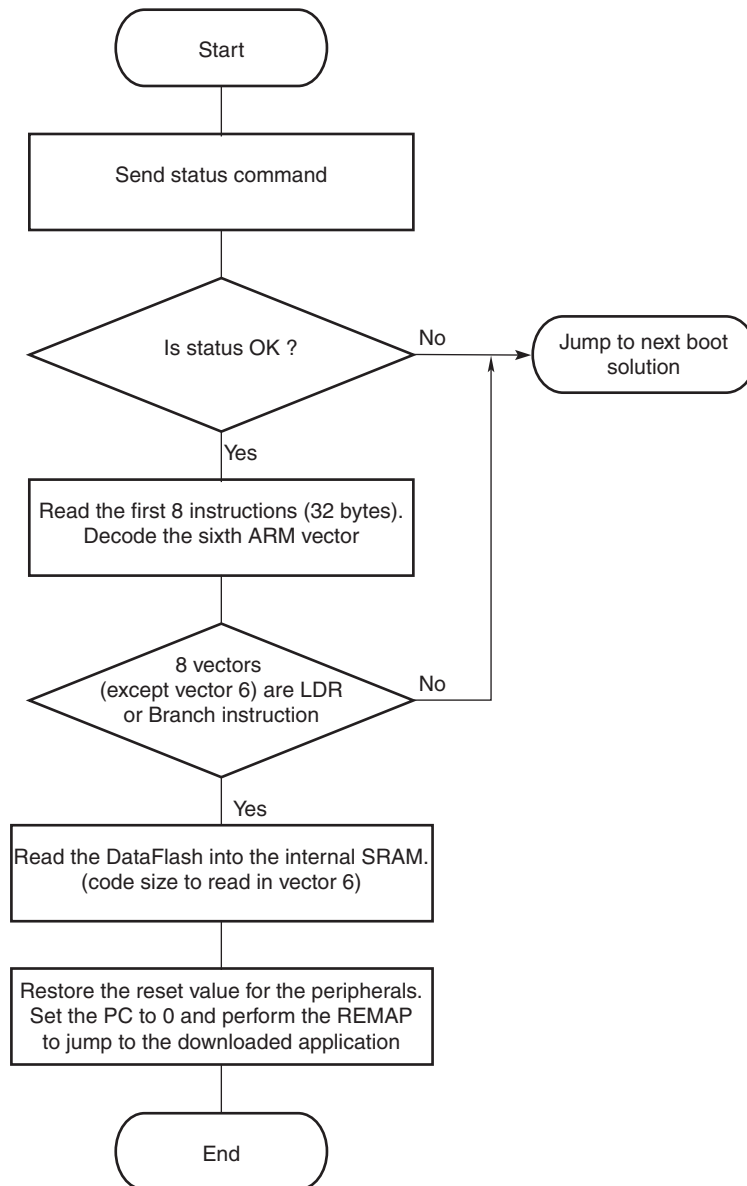 Start
Send status command
Is status OK ?
No
Jump to next boot
solution
Yes
Read the first 8 instructions (32 bytes).
Decode the sixth ARM vector
8 vectors
(except vector 6) are LDR
or Branch instruction
No
Yes
Read the DataFlash into the internal SRAM.
(code size to read in vector 6)
Restore the reset value for the peripherals.
Set the PC to 0 and perform the REMAP
to jump to the downloaded application
End